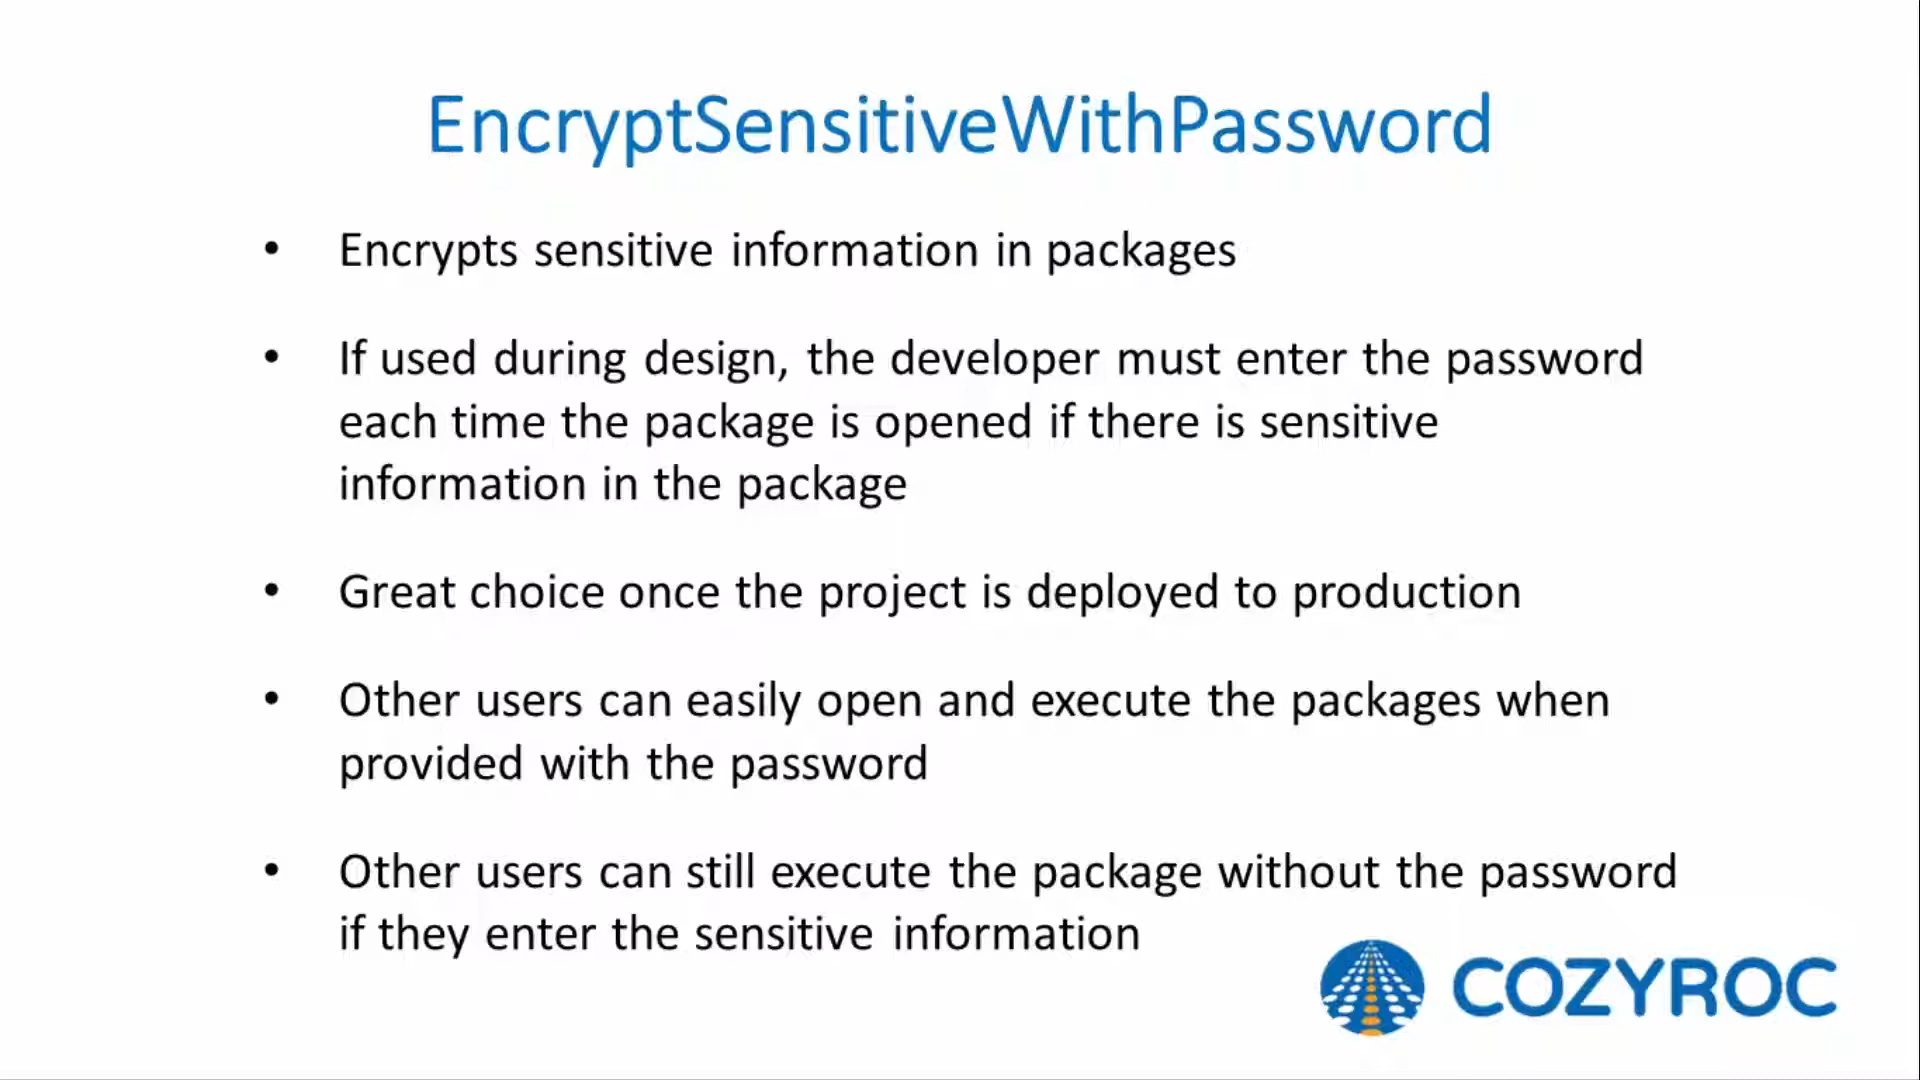 EncryptSensitiveWithPassword
• Encrypts sensitive information in packages
• If used during design, the developer must enter the password
each time the package is opened if there is sensitive
information in the package
• Great choice once the project is deployed to production
• Other users can easily open and execute the packages when
provided with the password
• Other users can still execute the package without the password
if they enter the sensitive information
COZYROC